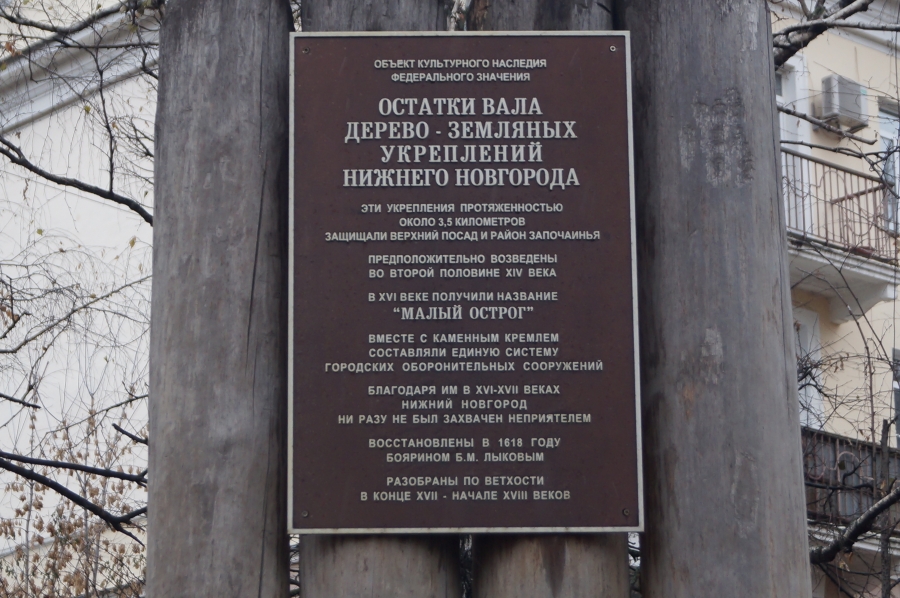 ОБЪЕКТ КУЛЬТУРНОГО НАСЛЕДИЯ
ФЕДЕРАЛЬНОГО ЗНАЧЕНИЯ
ОСТАТКИ ВАЛА
ДЕРЕВО - ЗЕМЛЯНЫХ
УКРЕПЛЕНИЙ
НИЖНЕГО НОВГОРОДА
ЭТИ УКРЕПЛЕНИЯ ПРОТЯЖЕННОСТЬЮ
ОКОЛО 3,5 КИЛОМЕТРОВ
ЗАЩИЩАЛИ ВЕРХНИЙ ПОСАД И РАЙОН ЗАПОЧАИНЬЯ
ПРЕДПОЛОЖИТЕЛЬНО ВОЗВЕДЕНЫ
ВО ВТОРОЙ ПОЛОВИНЕ XIV ВЕКА
В XVI ВЕКЕ ПОЛУЧИЛИ НАЗВАНИЕ
“МАЛЫЙ ОСТРОГ”
ВМЕСТЕ С КАМЕННЫМ КРЕМЛЕМ
СОСТАВЛЯЛИ ЕДИНУЮ СИСТЕМУ
ГОРОДСКИХ ОБОРОНИТЕЛЬНЫХ СООРУЖЕНИЙ
БЛАГОДАРЯ ИМ В XVI-XVII ВЕКАХ
НИЖНИЙ НОВГОРОД
НИ РАЗУ НЕ БЫЛ ЗАХВАЧЕН НЕПРИЯТЕЛЕМ
ВОССТАНОВЛЕНЫ В 1618 ГОДУ
БОЯРИНОМ Б.М. ЛЫКОВЫМ
РАЗОБРАНЫ ПО ВЕТХОСТИ
В КОНЦЕ XVII - НАЧАЛЕ XVIII ВЕКОВ